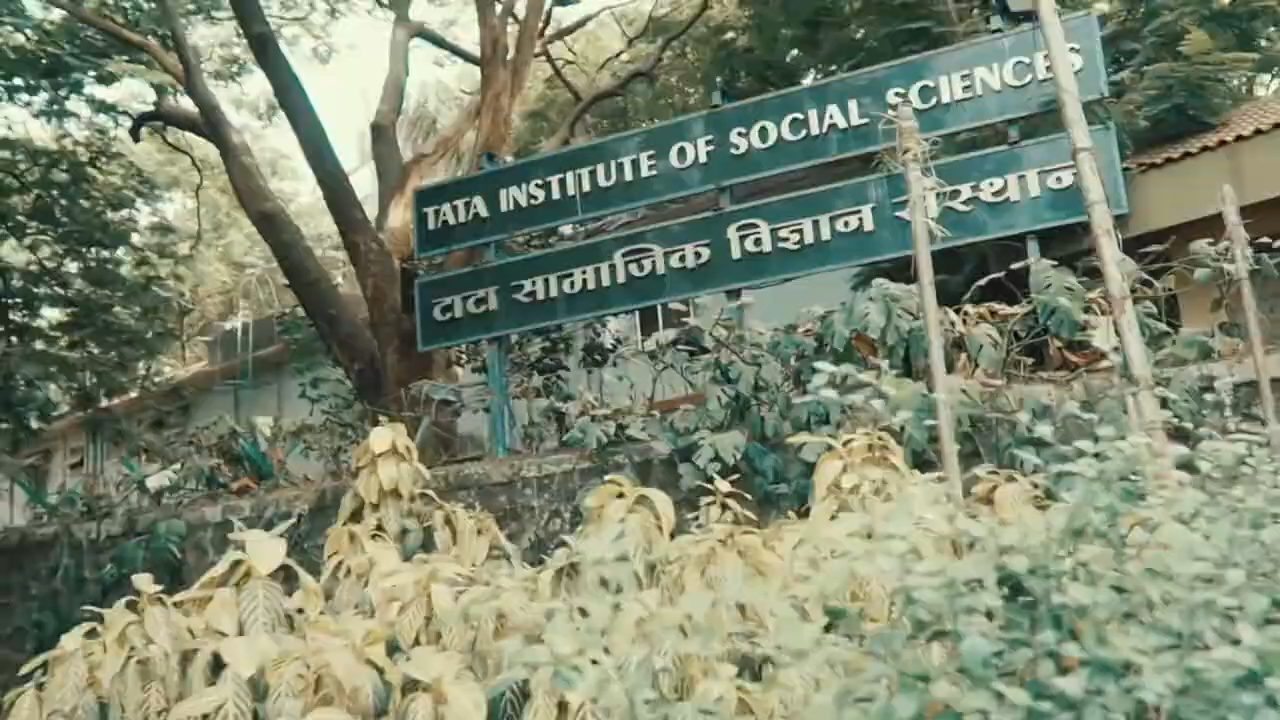 TATA INSTITUTE OF SOCIAL SCIENCES
टाटा सामाजिक विज्ञान संस्थान